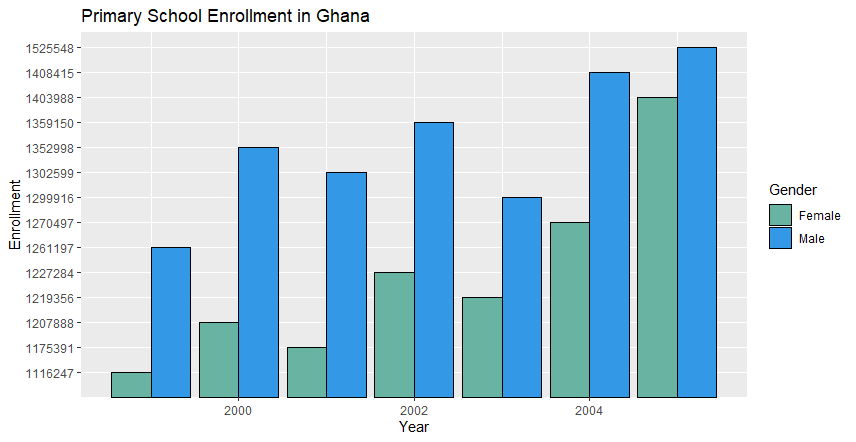 Primary School Enrollment in Ghana
Enrollment
1525548
1408415
1403988
1359150
1352998
1302599
1299916
1270497
1261197
1227284
1219356
1207888
1175391
1116247
2000 2002 2004
Year
Gender
Female
Male